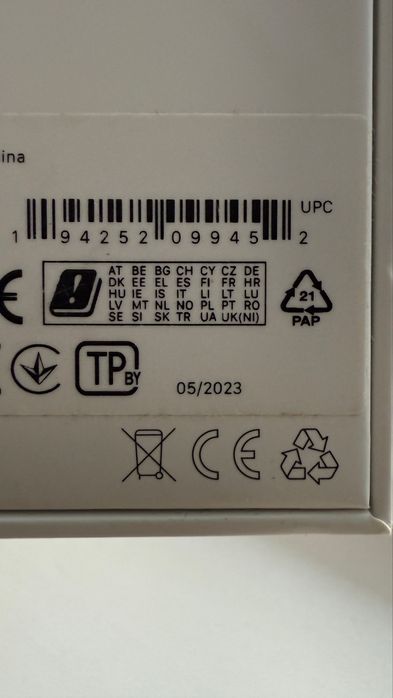 ina
UPC
1 94252 09945 2
AT BE BG CH CY CZ DE
DK EE EL ES FI FR HR
HU IE IS IT LI LT LU
LV MT NL NO PL PT RO
SE SI SK TR UA UK(NI)
21
PAP
CE
TP BY
05/2023
CE